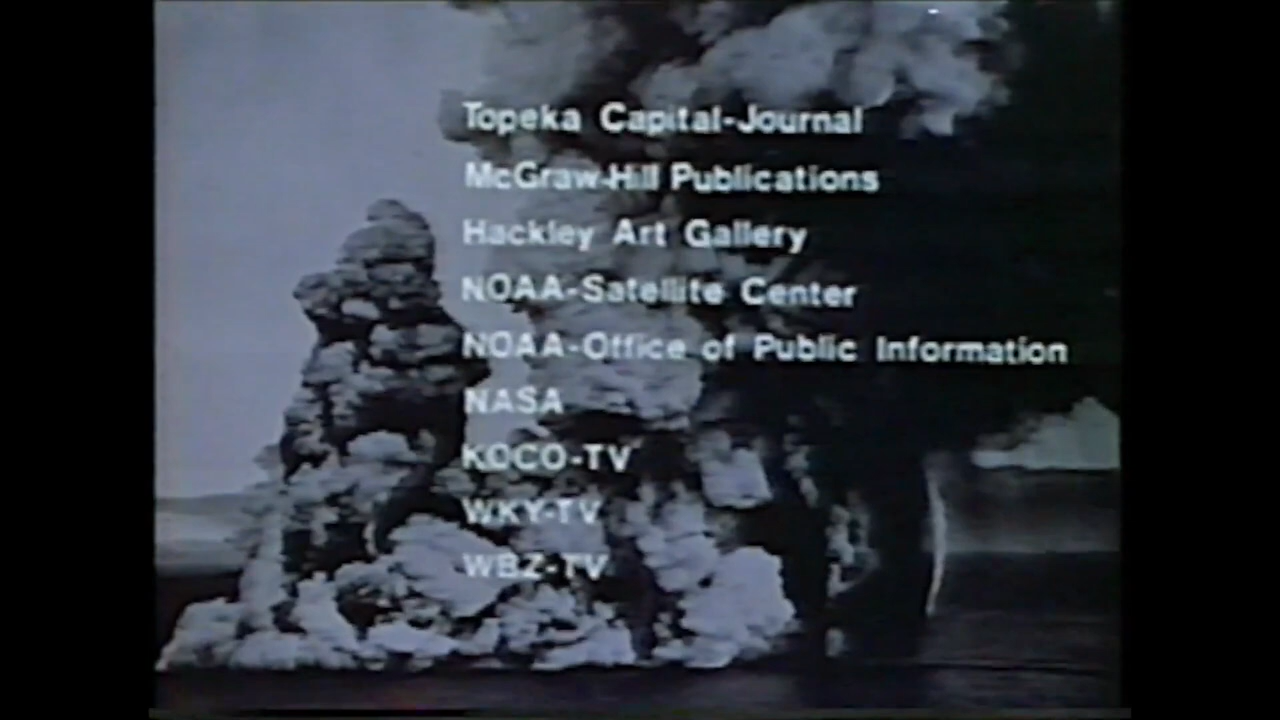 Topeka Capital-Journal
McGraw-Hill Publications
Hackley Art Gallery
NOAA-Satellite Center
NOAA-Office of Public Information
NASA
KOCO-TV
WKY-TV
WBZ-TV